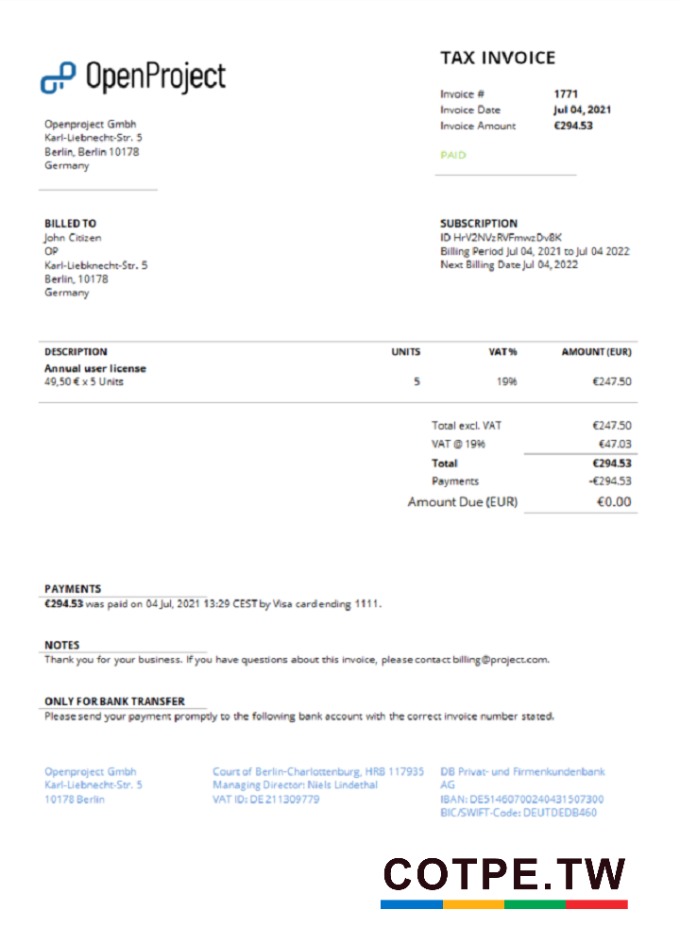 OpenProject
TAX INVOICE
Invoice # 1771
Invoice Date Jul 04, 2021
Invoice Amount €294.53
PAID
Openproject Gmbh
Karl-Liebnecht-Str. 5
Berlin, Berlin 10178
Germany
BILLED TO
John Citizen
OP
Karl-Liebknecht-Str. 5
Berlin, 10178
Germany
SUBSCRIPTION
ID HrV2NVzRVFmwzDv8K
Billing Period Jul 04, 2021 to Jul 04 2022
Next Billing Date Jul 04, 2022
DESCRIPTION UNITS VAT% AMOUNT (EUR)
Annual user license
49,50 € x 5 Units 5 19% €247.50
Total excl. VAT €247.50
VAT @ 19% €47.03
Total €294.53
Payments -€294.53
Amount Due (EUR) €0.00
PAYMENTS
€294.53 was paid on 04 Jul, 2021 13:29 CEST by Visa card ending 1111.
NOTES
Thank you for your business. If you have questions about this invoice, please contact billing@project.com.
ONLY FOR BANK TRANSFER
Please send your payment promptly to the following bank account with the correct invoice number stated.
Openproject Gmbh
Karl-Liebnecht-Str. 5
10178 Berlin
Court of Berlin-Charlottenburg, HRB 117935
Managing Director: Niels Lindethal
VAT ID: DE 211309779
DB Privat- und Firmenkundenbank
AG
IBAN: DE51460700240431507300
BIC/SWIFT-Code: DEUTDEDB460
COTPE.TW